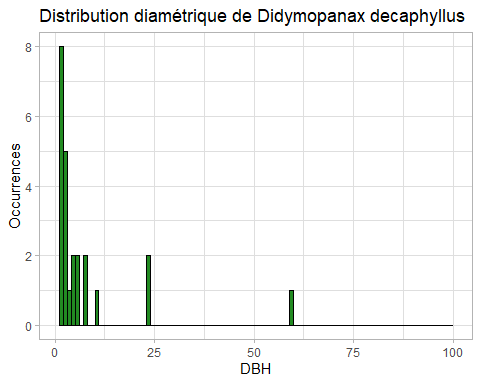 Distribution diamétrique de Didymopanax decaphyllus
8
6
4
2
0
Occurrences
0 25 50 75 100
DBH